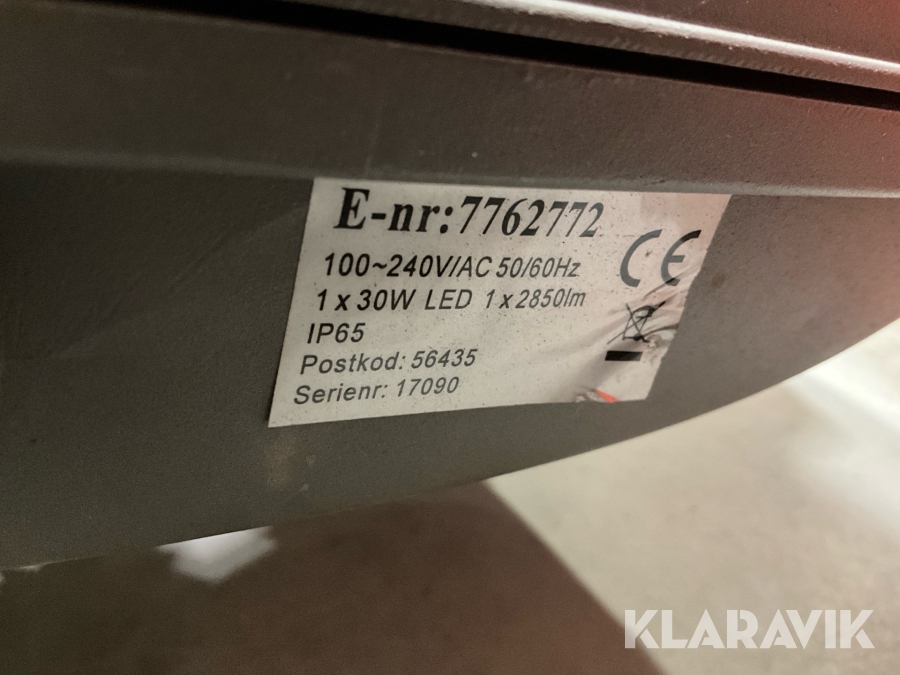 E-nr:7762772
100~240V/AC 50/60Hz
1 x 30W LED 1 x 2850lm
IP65
Postkod: 56435
Serienr: 17090
CE
KLARAVIK